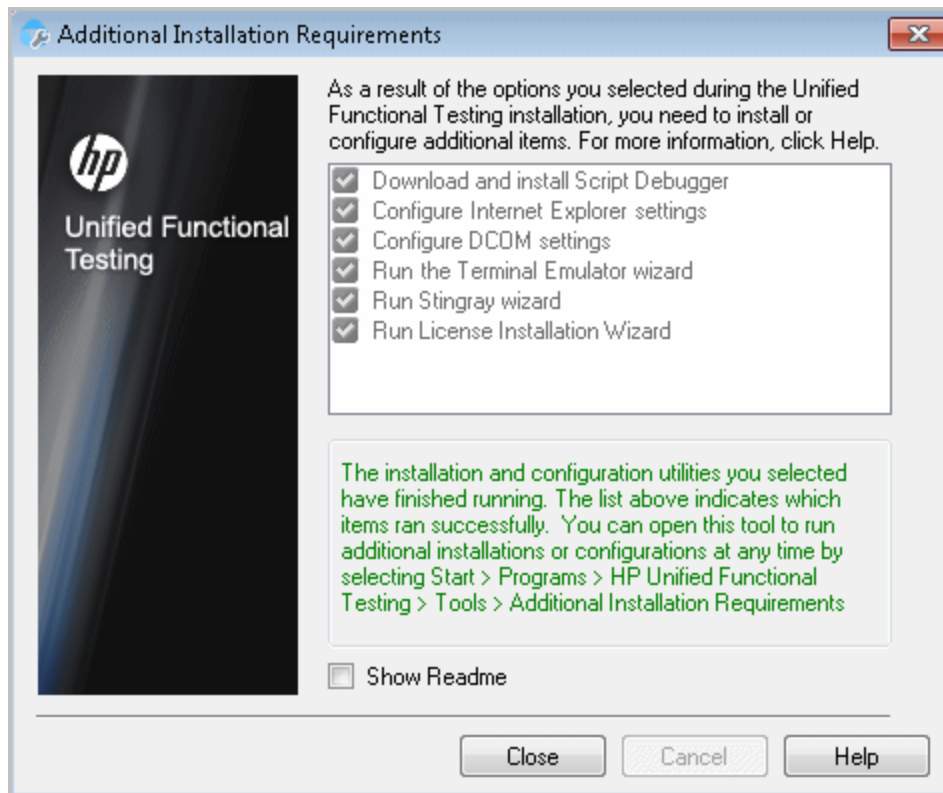 Additional Installation Requirements
hp
Unified Functional
Testing
As a result of the options you selected during the Unified
Functional Testing installation, you need to install or
configure additional items. For more information, click Help.
Download and install Script Debugger
Configure Internet Explorer settings
Configure DCOM settings
Run the Terminal Emulator wizard
Run Stingray wizard
Run License Installation Wizard
The installation and configuration utilities you selected
have finished running. The list above indicates which
items ran successfully.  You can open this tool to run
additional installations or configurations at any time by
selecting Start > Programs > HP Unified Functional
Testing > Tools > Additional Installation Requirements
Show Readme
Close Cancel Help